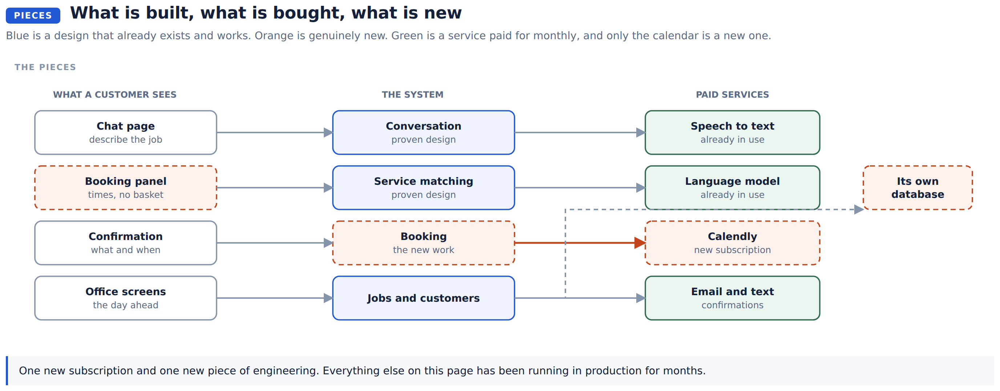 PIECES
What is built, what is bought, what is new
Blue is a design that already exists and works. Orange is genuinely new. Green is a service paid for monthly, and only the calendar is a new one.
THE PIECES
WHAT A CUSTOMER SEES
THE SYSTEM
PAID SERVICES
Chat page
describe the job
Conversation
proven design
Speech to text
already in use
Booking panel
times, no basket
Service matching
proven design
Language model
already in use
Its own
database
Confirmation
what and when
Booking
the new work
Calendly
new subscription
Office screens
the day ahead
Jobs and customers
Email and text
confirmations
One new subscription and one new piece of engineering. Everything else on this page has been running in production for months.